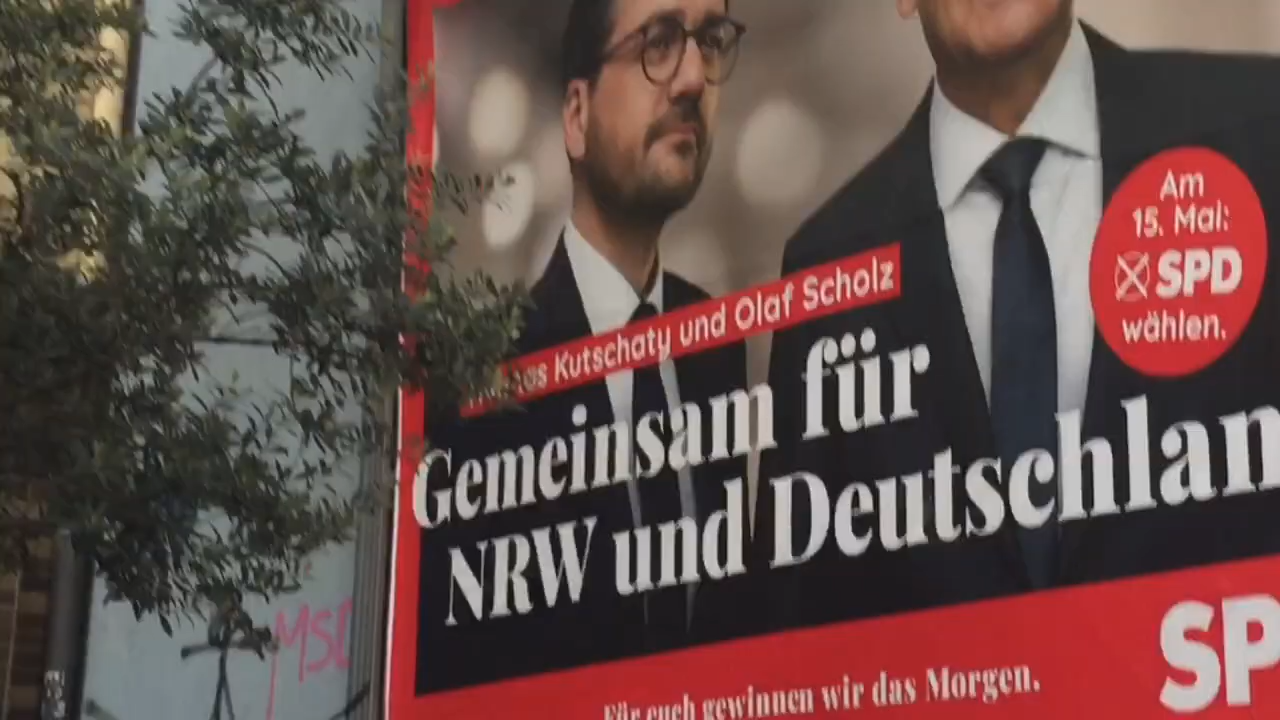 Am
15. Mai:
SPD
wählen.
Kutschaty und Olaf Scholz
Gemeinsam für
NRW und Deutschlan
Für euch gewinnen wir das Morgen.
SP
MSD